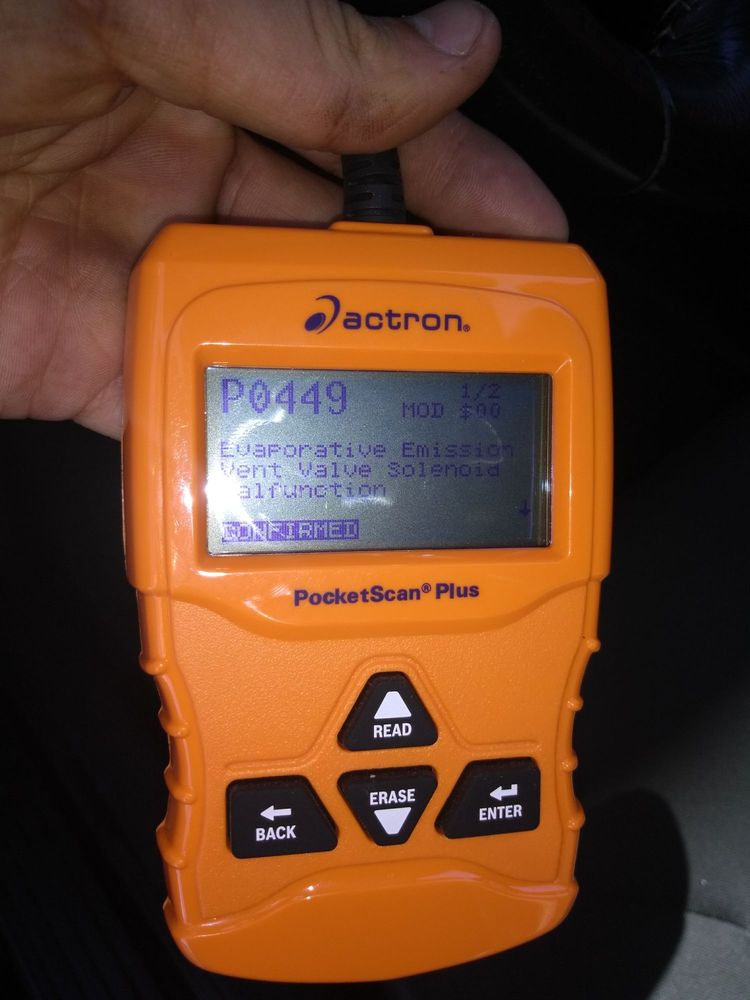 actron®
P0449 1/2
MOD $00
Evaporative Emission
Vent Valve Solenoid
Malfunction
CONFIRMED
PocketScan® Plus
READ
BACK
ERASE
ENTER